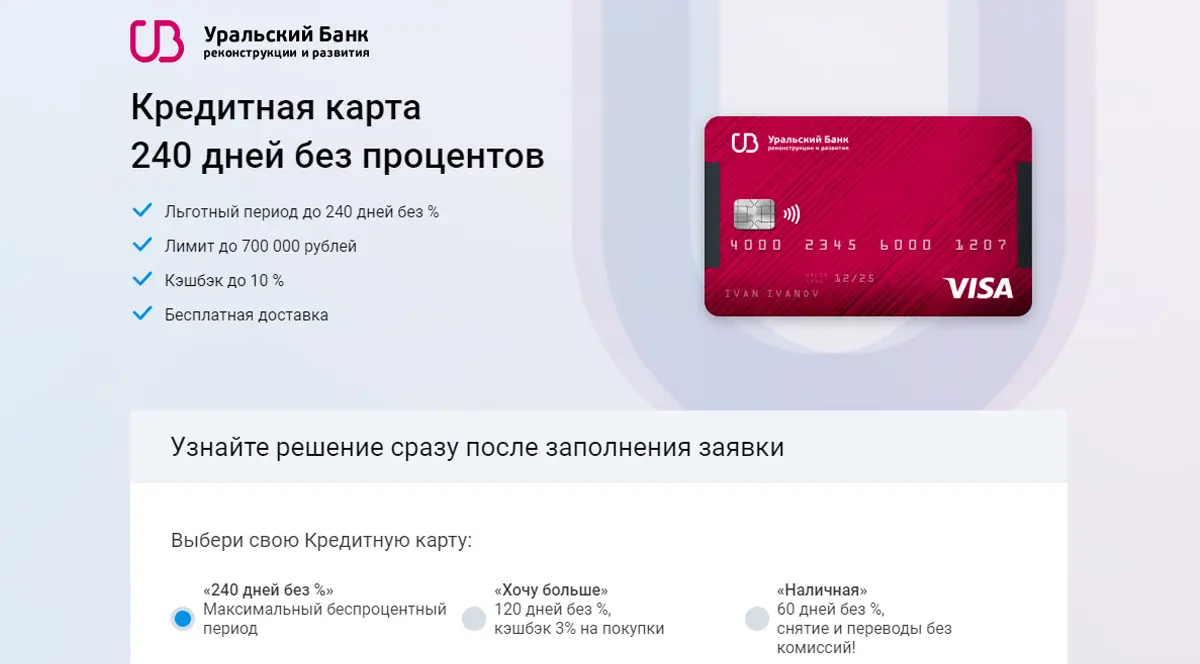 Уральский Банк
реконструкции и развития
Кредитная карта
240 дней без процентов
Льготный период до 240 дней без %
Лимит до 700 000 рублей
Кэшбэк до 10 %
Бесплатная доставка
Уральский Банк
реконструкции и развития
4000 2345 6000 1207
12/25
IVAN IVANOV
VISA
Узнайте решение сразу после заполнения заявки
Выбери свою Кредитную карту:
«240 дней без %»
Максимальный беспроцентный
период
«Хочу больше»
120 дней без %,
кэшбэк 3% на покупки
«Наличная»
60 дней без %,
снятие и переводы без
комиссий!